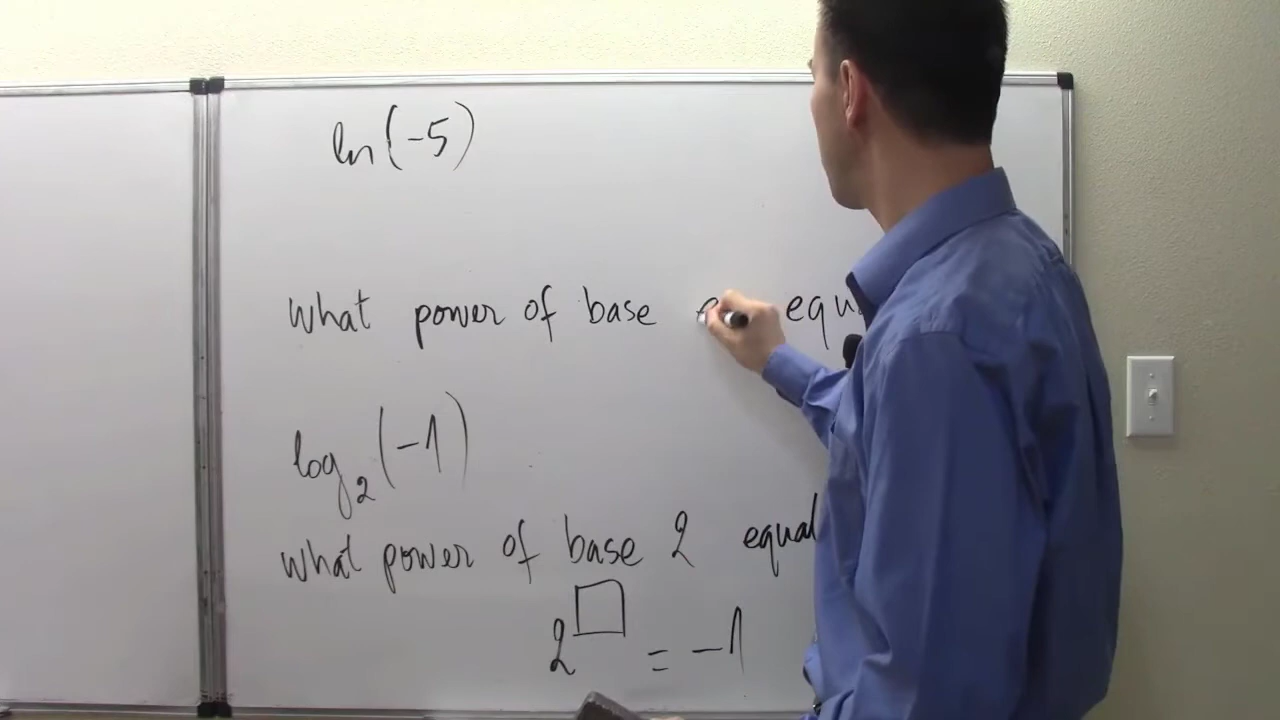 ln(-5)
What power of base e equ
log₂(-1)
what power of base 2 equal
2^□ = -1